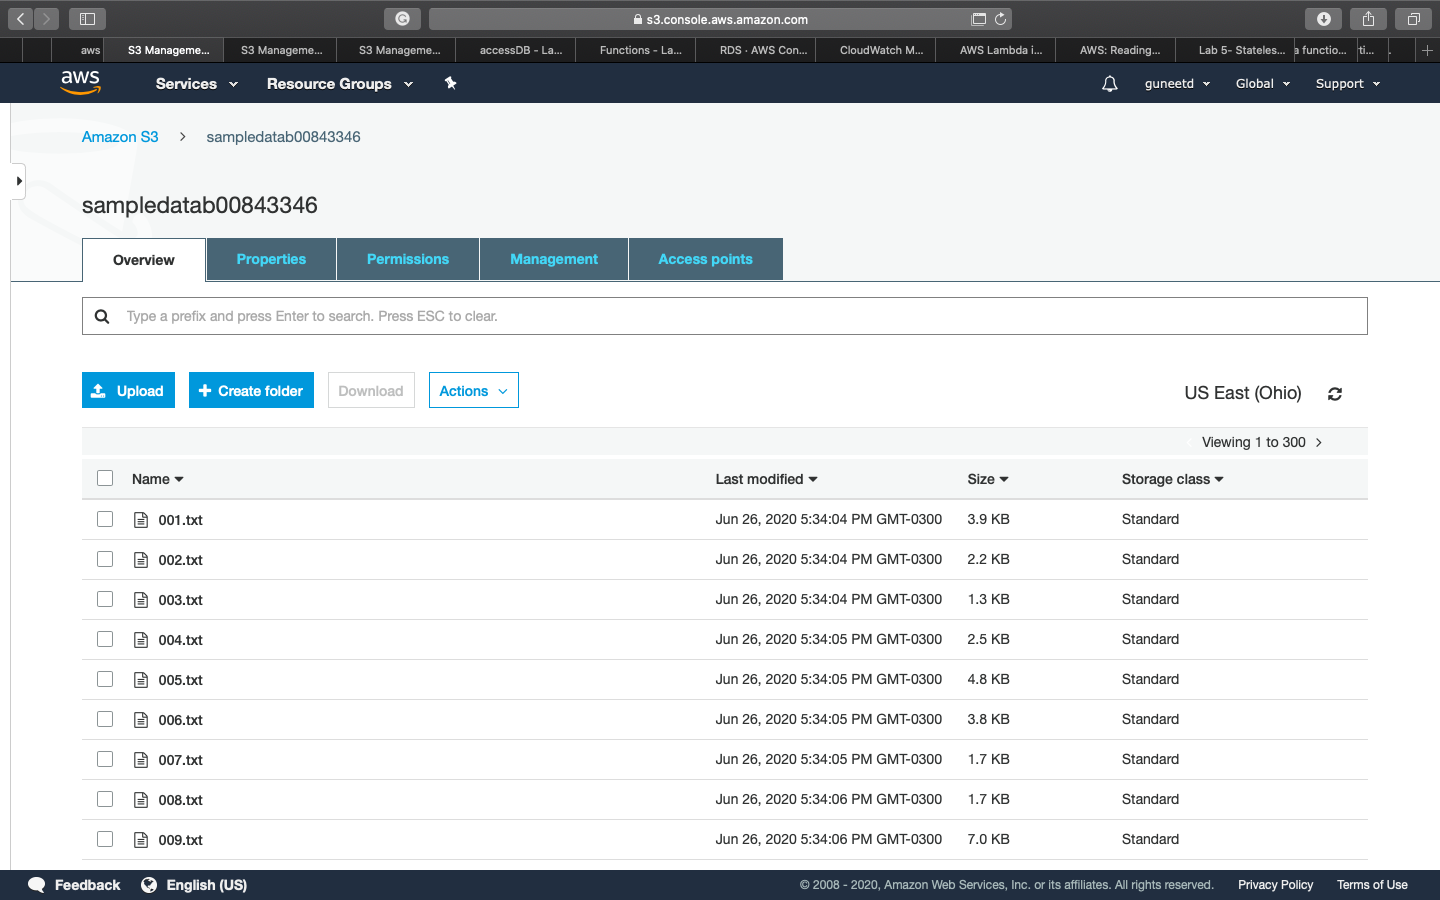 s3.console.aws.amazon.com
aws S3 Manageme... S3 Manageme... S3 Manageme... accessDB - La... Functions - La... RDS · AWS Con... CloudWatch M... AWS Lambda i... AWS: Reading... Lab 5- Stateles... a functio... ti... .
aws Services Resource Groups guneetd Global Support
Amazon S3 > sampledatab00843346
sampledatab00843346
Overview Properties Permissions Management Access points
Type a prefix and press Enter to search. Press ESC to clear.
Upload + Create folder Download Actions US East (Ohio)
Viewing 1 to 300
Name Last modified Size Storage class
001.txt Jun 26, 2020 5:34:04 PM GMT-0300 3.9 KB Standard
002.txt Jun 26, 2020 5:34:04 PM GMT-0300 2.2 KB Standard
003.txt Jun 26, 2020 5:34:04 PM GMT-0300 1.3 KB Standard
004.txt Jun 26, 2020 5:34:05 PM GMT-0300 2.5 KB Standard
005.txt Jun 26, 2020 5:34:05 PM GMT-0300 4.8 KB Standard
006.txt Jun 26, 2020 5:34:05 PM GMT-0300 3.8 KB Standard
007.txt Jun 26, 2020 5:34:05 PM GMT-0300 1.7 KB Standard
008.txt Jun 26, 2020 5:34:06 PM GMT-0300 1.7 KB Standard
009.txt Jun 26, 2020 5:34:06 PM GMT-0300 7.0 KB Standard
Feedback English (US) © 2008 - 2020, Amazon Web Services, Inc. or its affiliates. All rights reserved. Privacy Policy Terms of Use